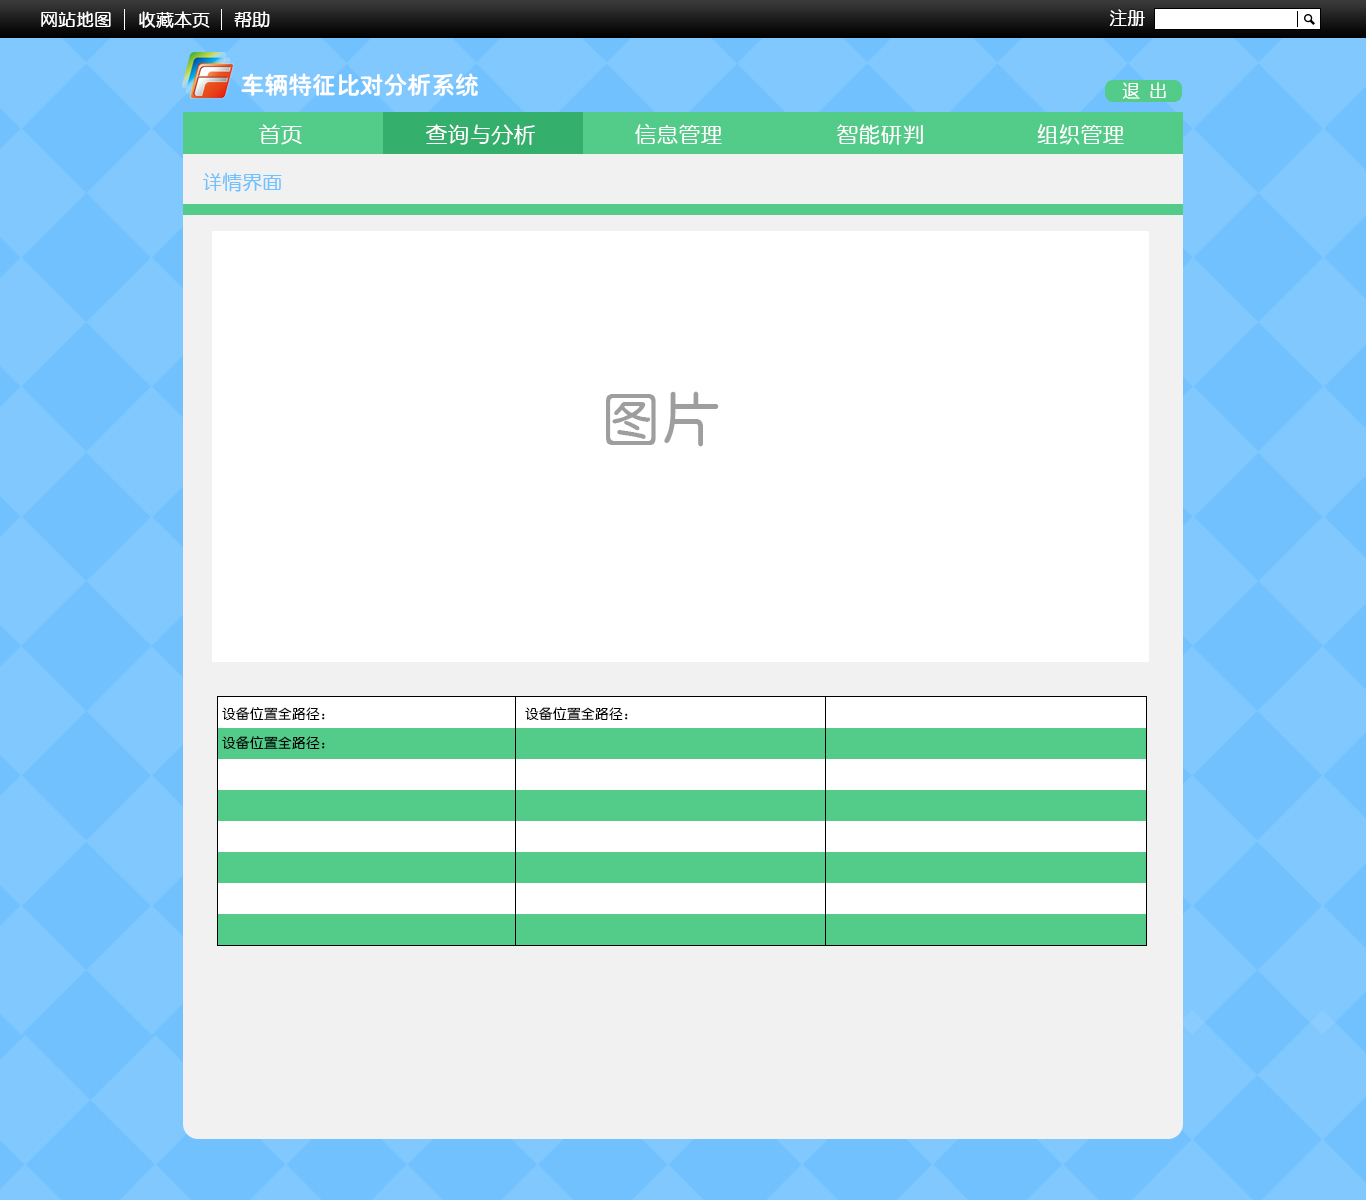 网站地图 收藏本页 帮助 注册
车辆特征比对分析系统
退 出
首页 查询与分析 信息管理 智能研判 组织管理
详情界面
图片
设备位置全路径： 设备位置全路径：
设备位置全路径：